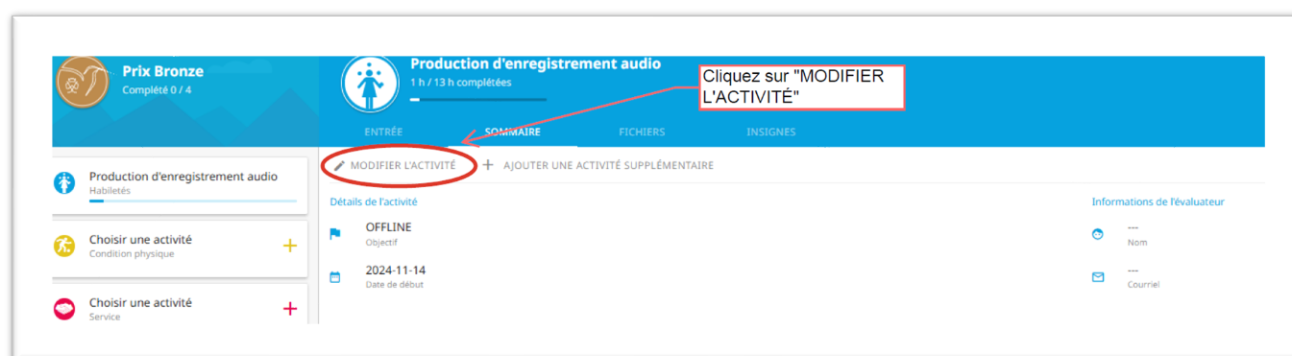 Prix Bronze
Complété 0 / 4
Production d'enregistrement audio
1 h / 13 h complétées
Cliquez sur "MODIFIER
L'ACTIVITÉ"
ENTRÉE SOMMAIRE FICHIERS INSIGNES
MODIFIER L'ACTIVITÉ + AJOUTER UNE ACTIVITÉ SUPPLÉMENTAIRE
Production d'enregistrement audio
Habiletés
Choisir une activité +
Condition physique
Choisir une activité +
Service
Détails de l'activité
OFFLINE
Objectif
2024-11-14
Date de début
Informations de l'évaluateur
---
Nom
---
Courriel